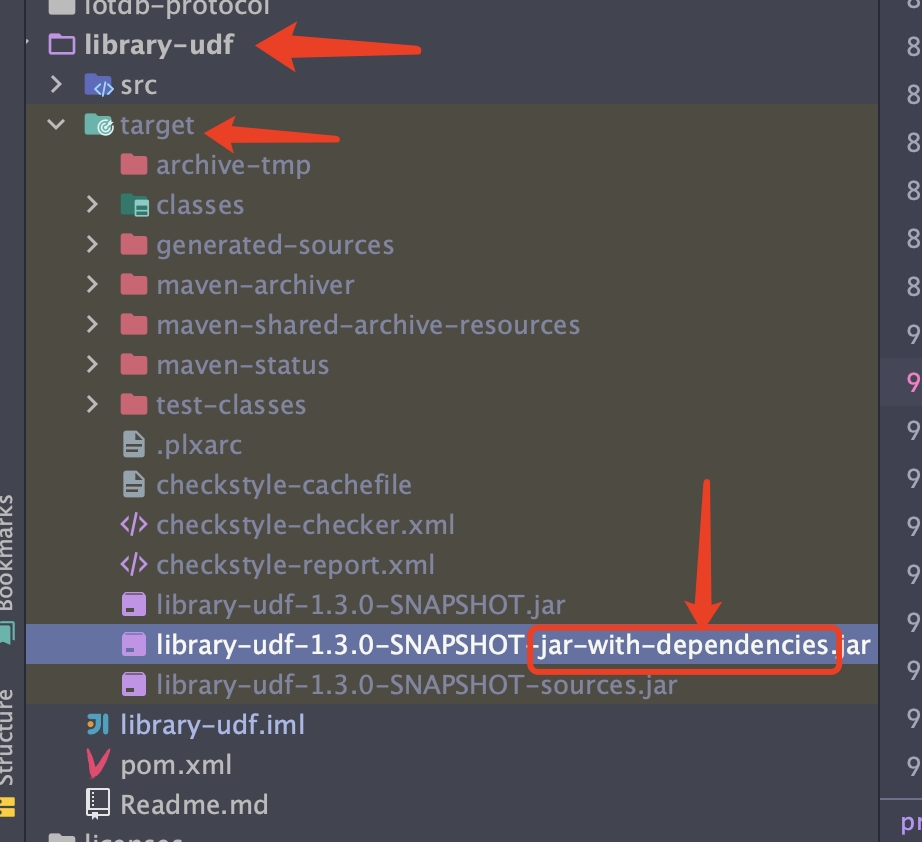 iotdb-protocol
library-udf
src
target
archive-tmp
classes
generated-sources
maven-archiver
maven-shared-archive-resources
maven-status
test-classes
.plxarc
checkstyle-cachefile
checkstyle-checker.xml
checkstyle-report.xml
library-udf-1.3.0-SNAPSHOT.jar
library-udf-1.3.0-SNAPSHOT-jar-with-dependencies.jar
library-udf-1.3.0-SNAPSHOT-sources.jar
library-udf.iml
pom.xml
Readme.md
licenses
Bookmarks
Structure
8
8
8
8
8
8
9
9
9
9
9
9
9
9
9
9
pr